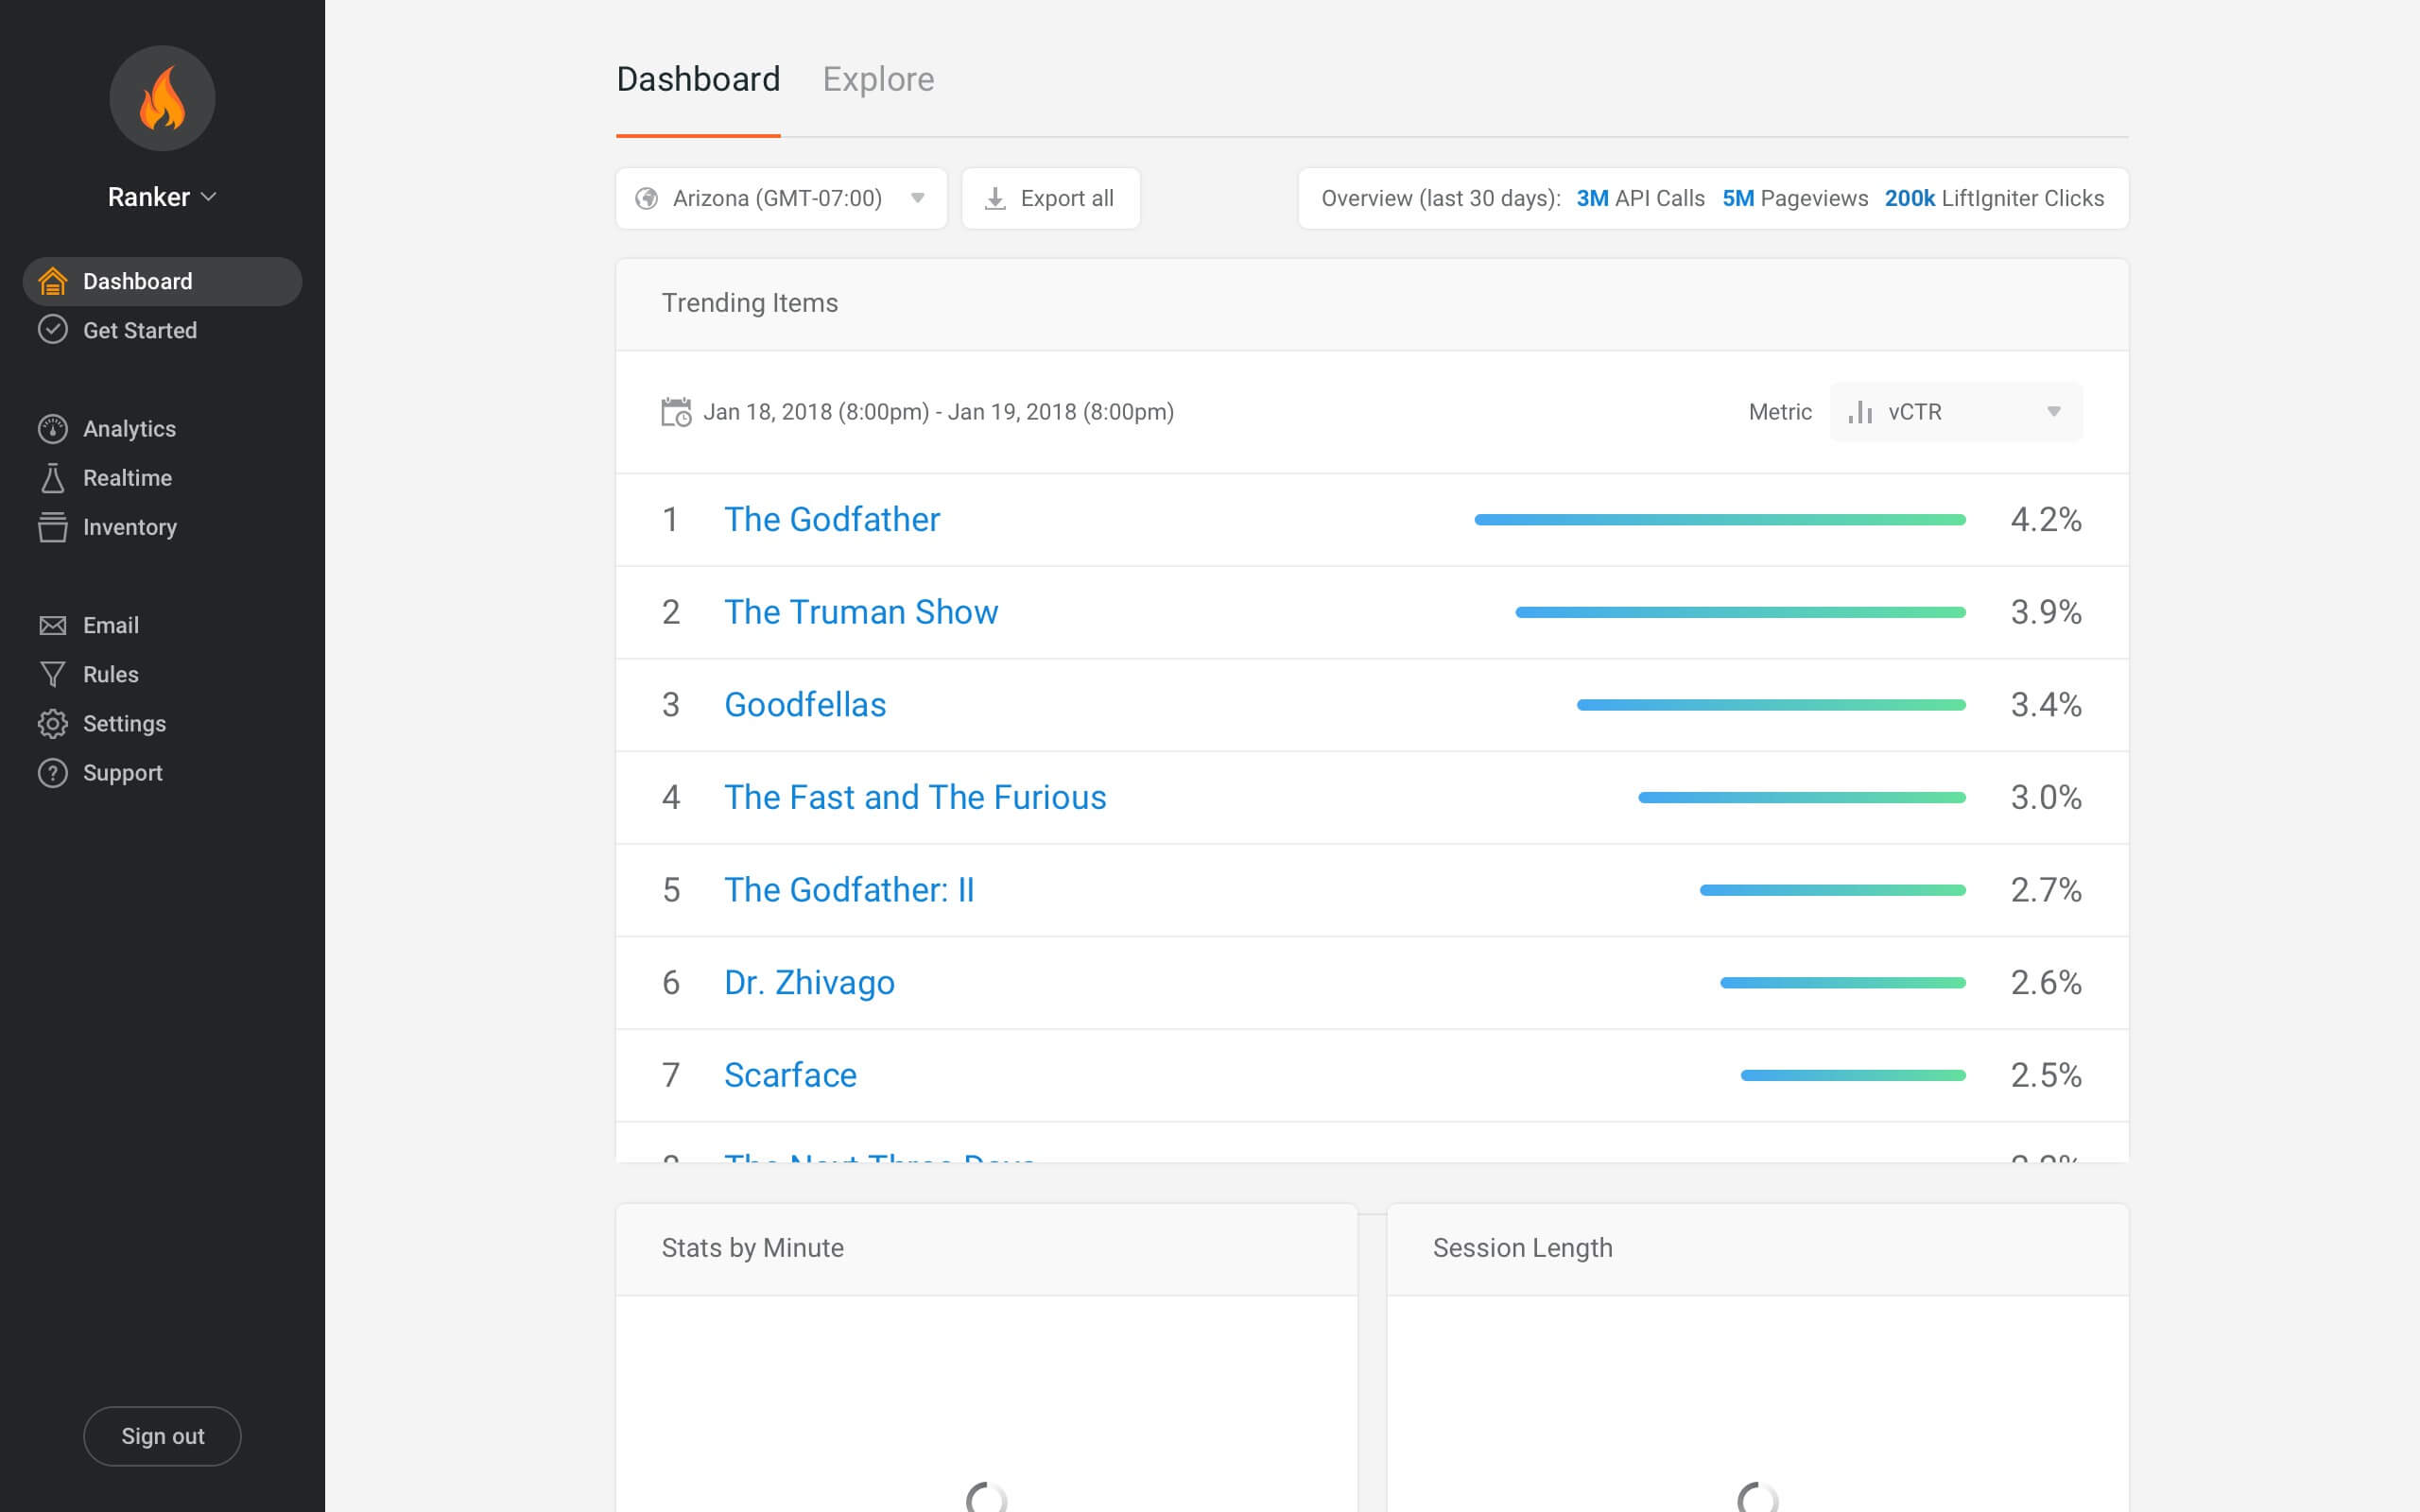 Ranker
Dashboard
Get Started
Analytics
Realtime
Inventory
Email
Rules
Settings
Support
Sign out
Dashboard Explore
Arizona (GMT-07:00) Export all Overview (last 30 days): 3M API Calls 5M Pageviews 200k LiftIgniter Clicks
Trending Items
Jan 18, 2018 (8:00pm) - Jan 19, 2018 (8:00pm) Metric vCTR
1 The Godfather 4.2%
2 The Truman Show 3.9%
3 Goodfellas 3.4%
4 The Fast and The Furious 3.0%
5 The Godfather: II 2.7%
6 Dr. Zhivago 2.6%
7 Scarface 2.5%
The Next Three Days
Stats by Minute Session Length